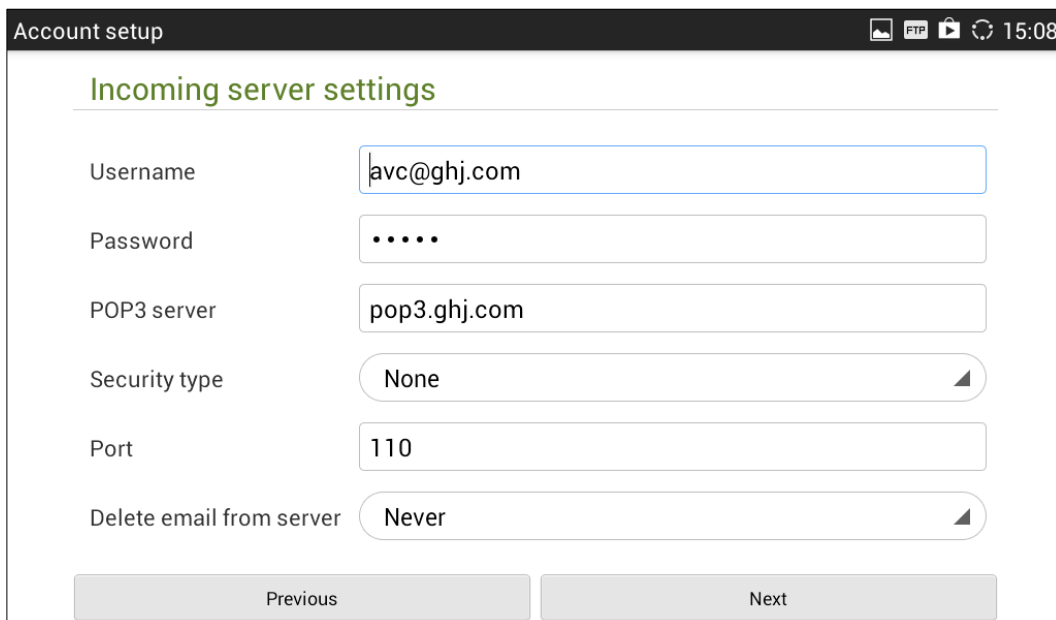 Account setup FTP 15:08
Incoming server settings
Username avc@ghj.com
Password •••••
POP3 server pop3.ghj.com
Security type None
Port 110
Delete email from server Never
Previous Next